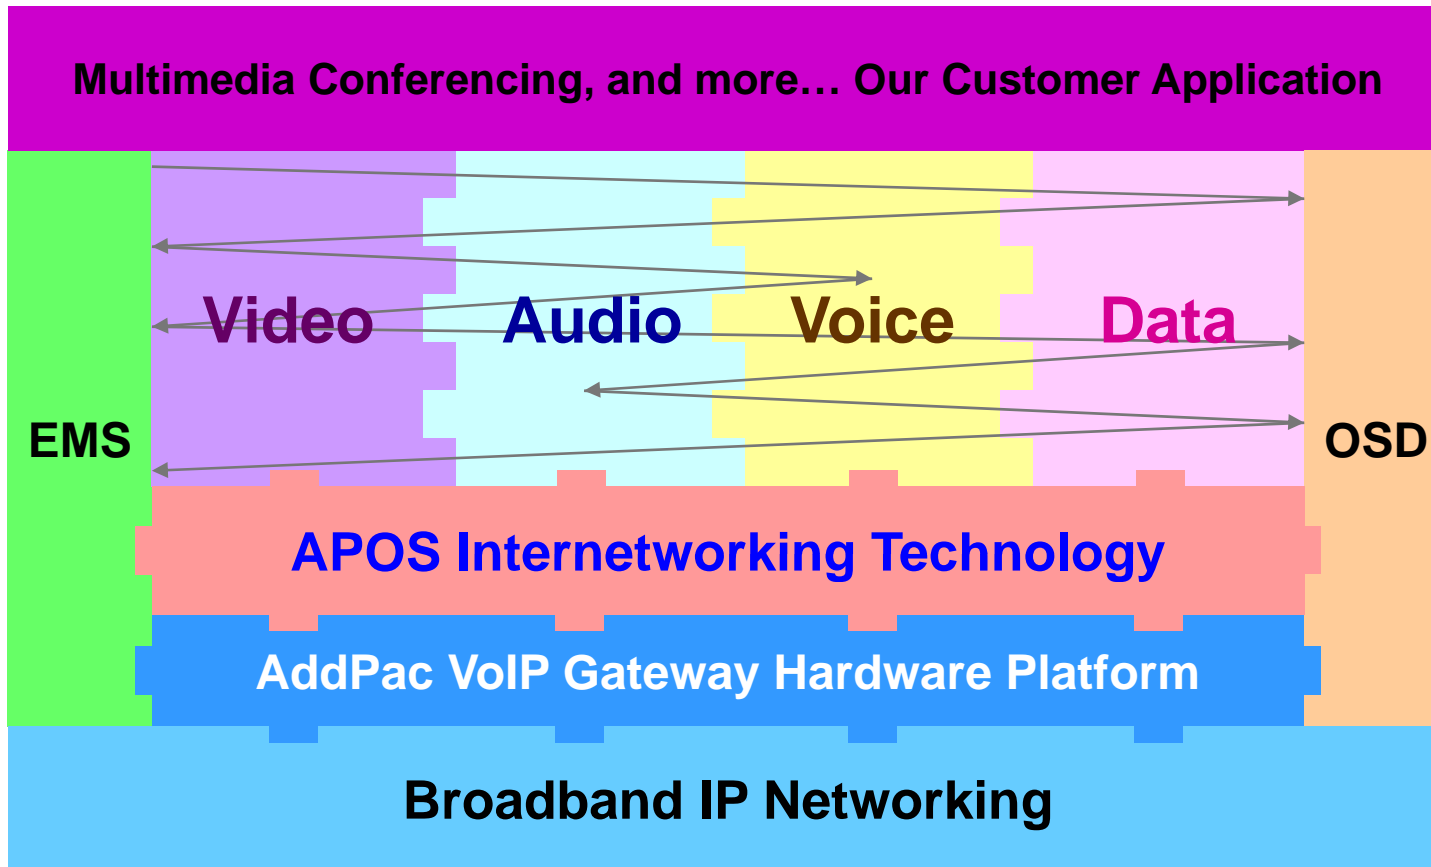 Multimedia Conferencing, and more… Our Customer Application
Video
Audio
Voice
Data
EMS
OSD
APOS Internetworking Technology
AddPac VoIP Gateway Hardware Platform
Broadband IP Networking